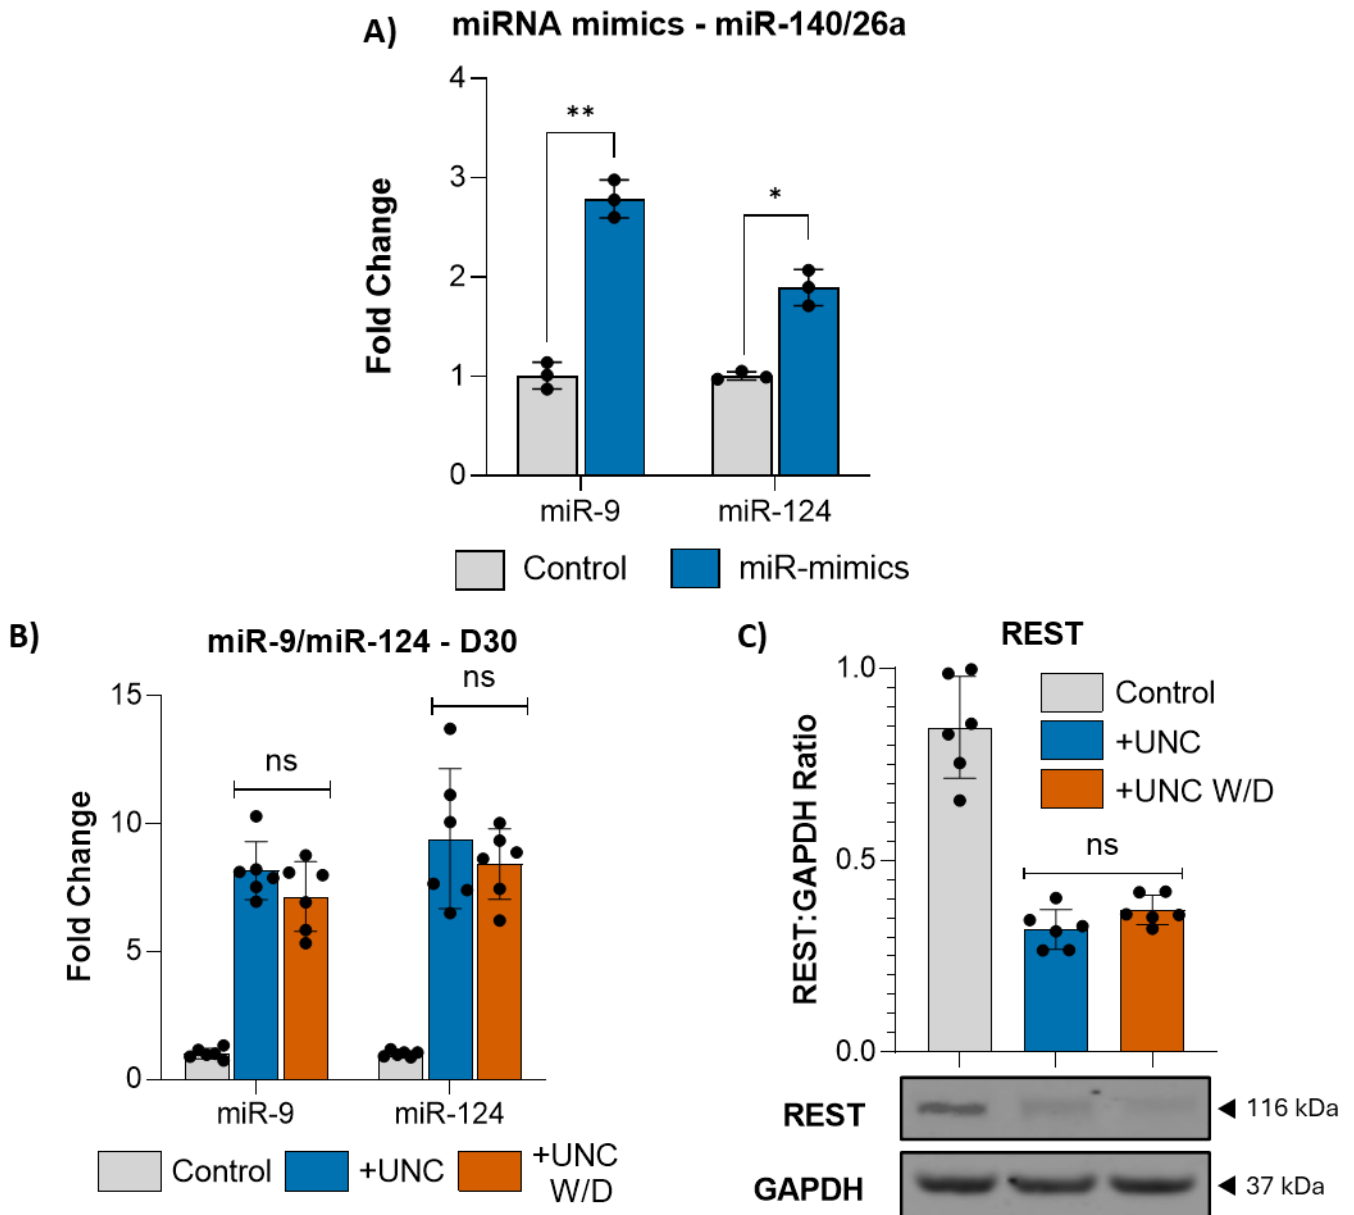 A)
miRNA mimics - miR-140/26a
Fold Change
4
3
2
1
0
**
*
miR-9 miR-124
Control miR-mimics
B)
miR-9/miR-124 - D30
Fold Change
15
10
5
0
ns
ns
miR-9 miR-124
Control +UNC +UNC
W/D
C)
REST
REST:GAPDH Ratio
1.0
0.5
0.0
Control
+UNC
+UNC W/D
ns
REST ◄ 116 kDa
GAPDH ◄ 37 kDa